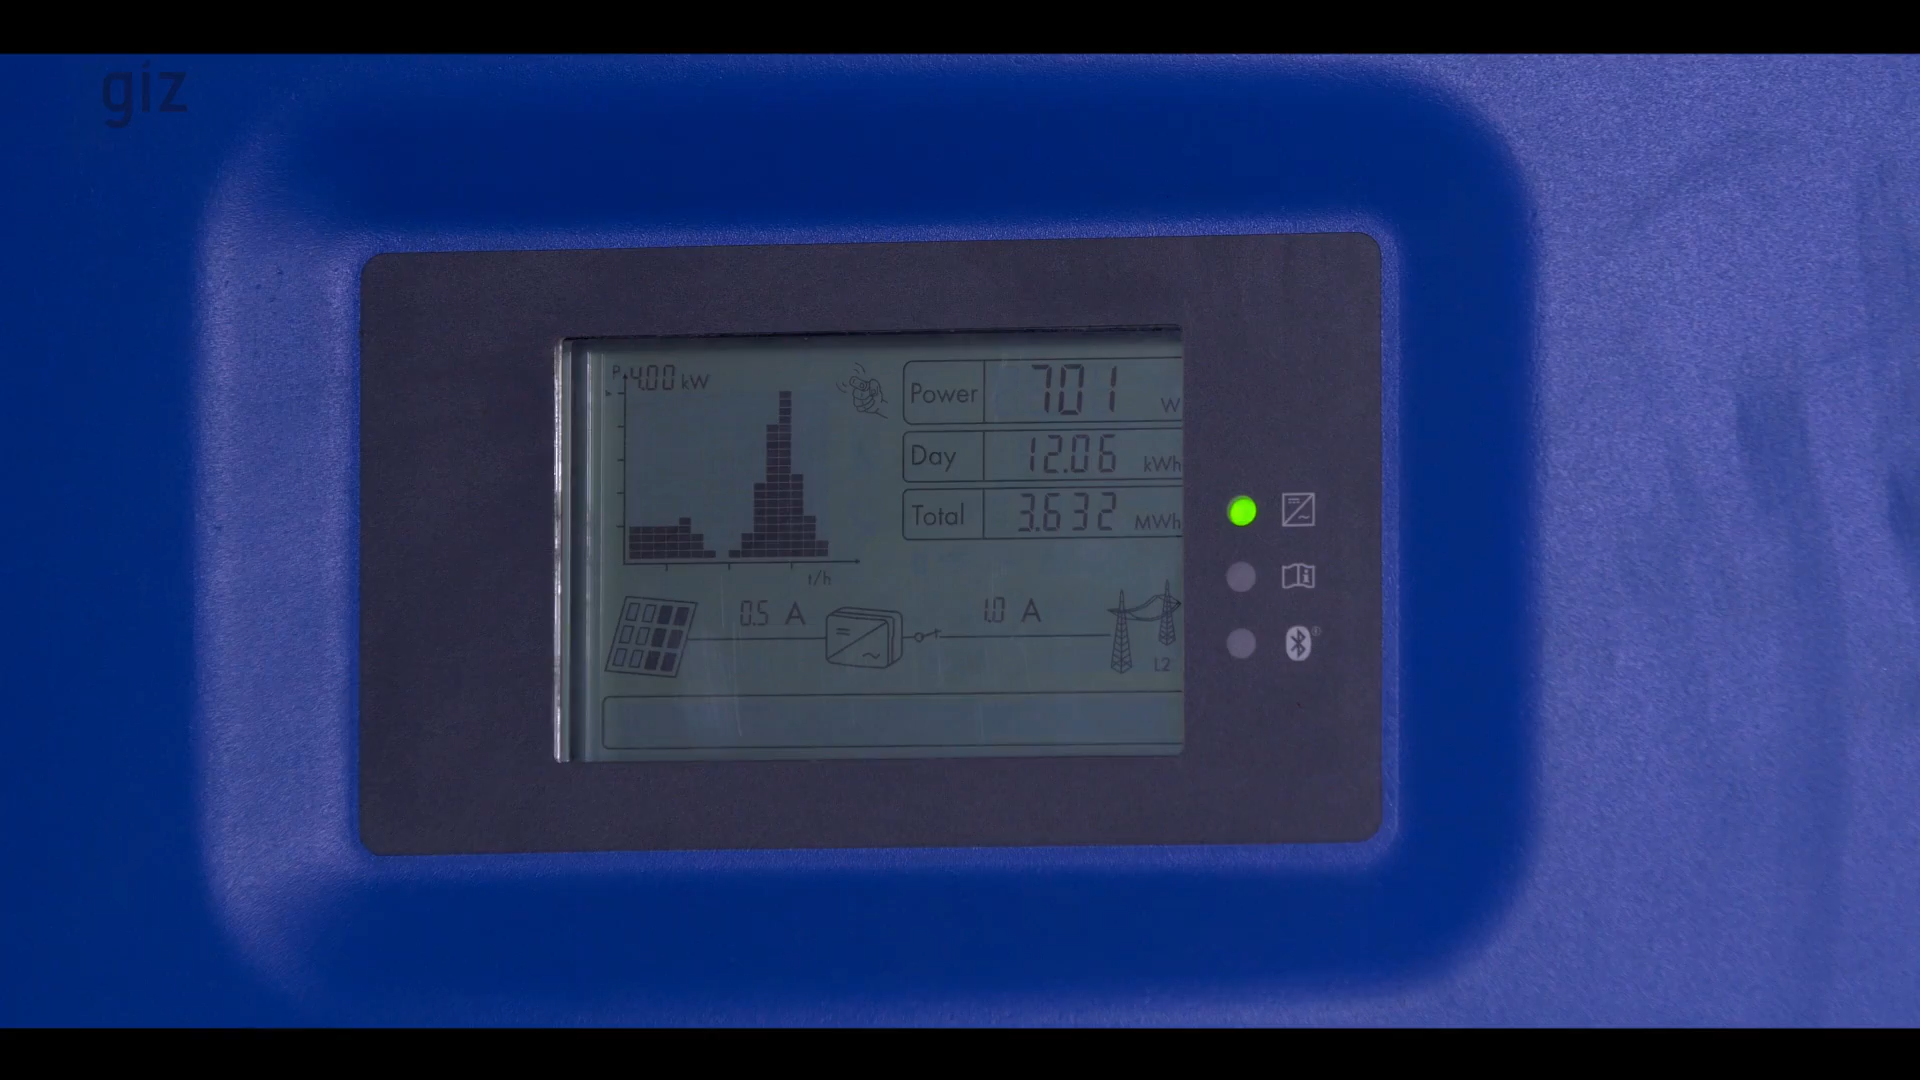 giz
P 4.00 kW
Power 701 W
Day 12.06 kWh
Total 3.632 MWh
t/h
0.5 A
1.0 A
L2